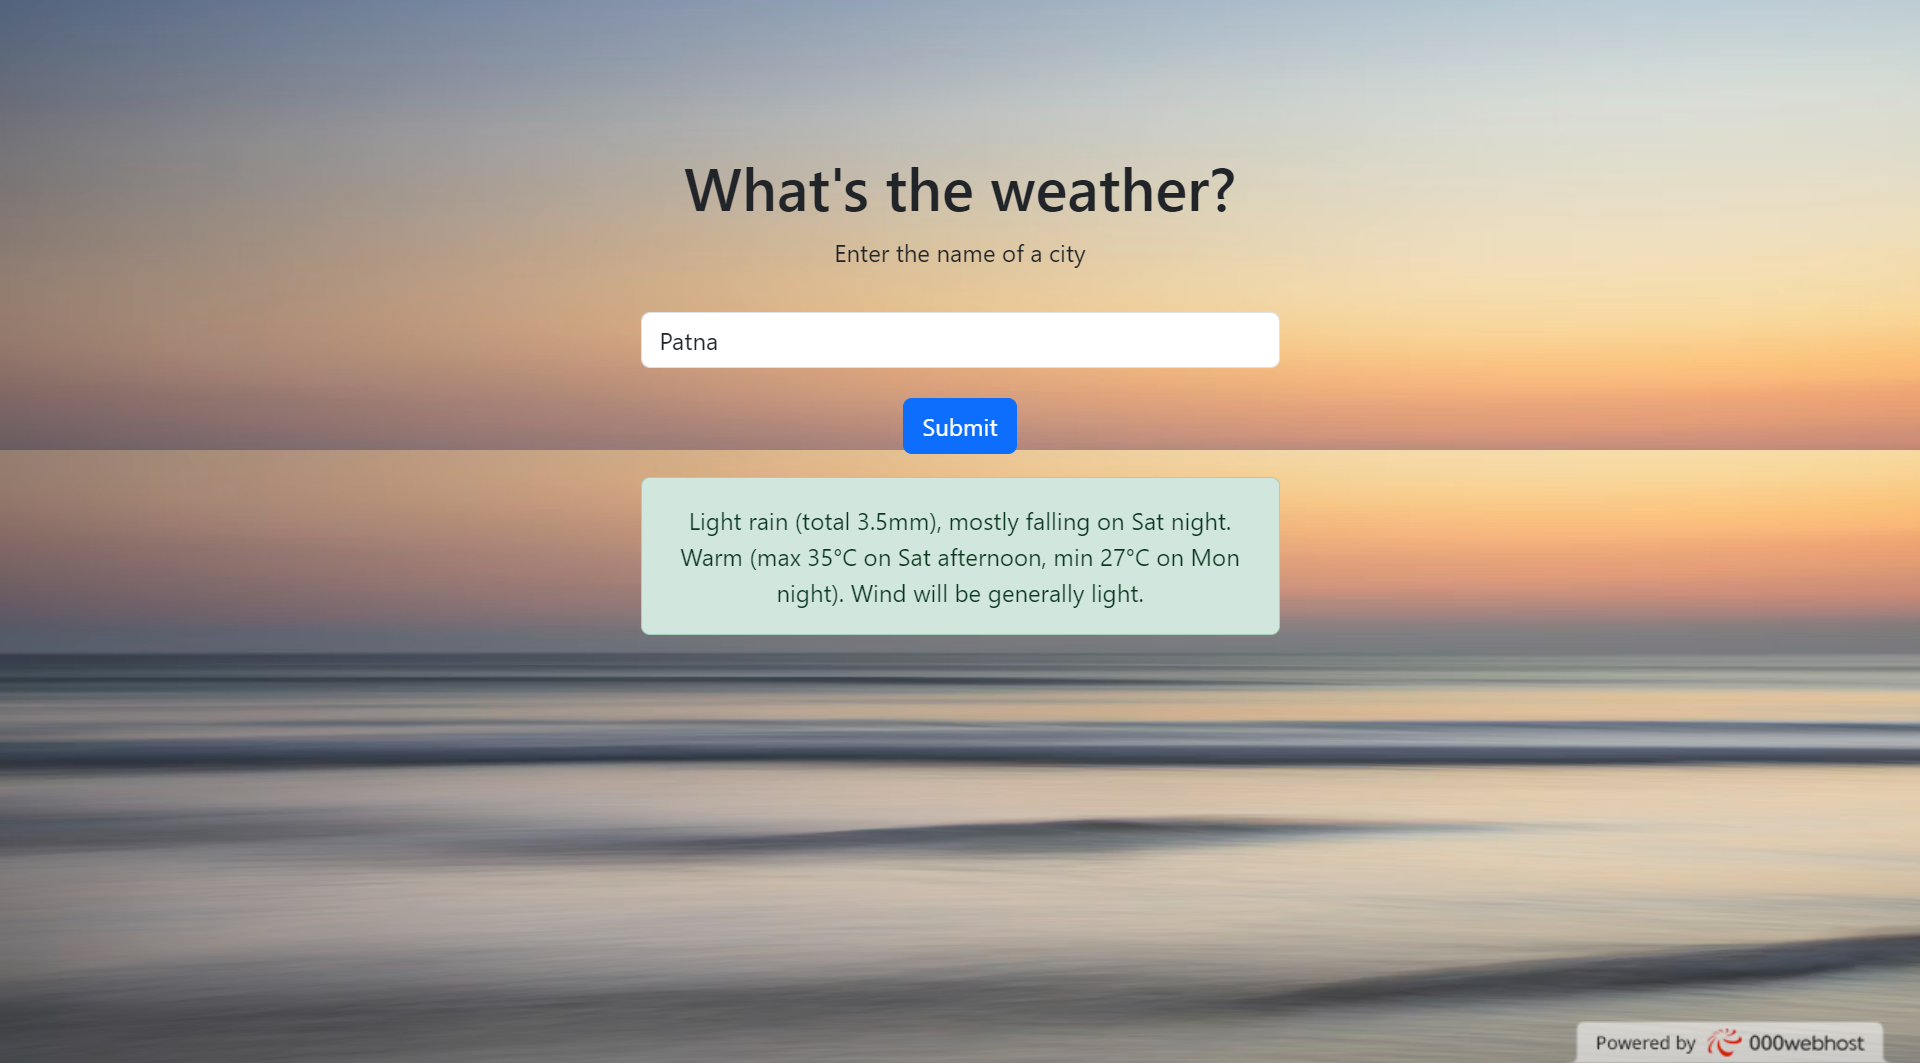 What's the weather?
Enter the name of a city
Patna
Submit
Light rain (total 3.5mm), mostly falling on Sat night.
Warm (max 35°C on Sat afternoon, min 27°C on Mon
night). Wind will be generally light.
Powered by 000webhost